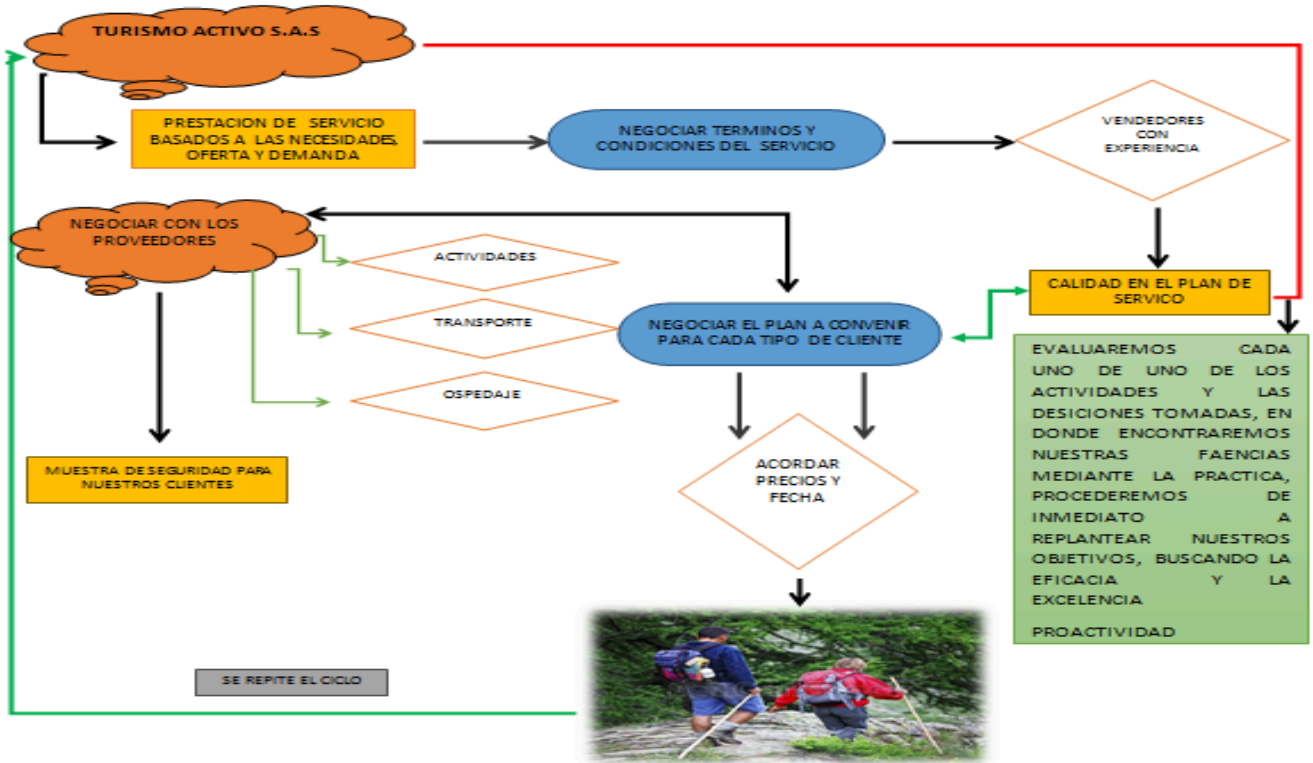 TURISMO ACTIVO S.A.S
PRESTACION DE SERVICIO
BASADOS A LAS NECESIDADES,
OFERTA Y DEMANDA
NEGOCIAR TERMINOS Y
CONDICIONES DEL SERVICIO
VENDEDORES
CON
EXPERIENCIA
NEGOCIAR CON LOS
PROVEEDORES
ACTIVIDADES
TRANSPORTE
OSPEDAJE
NEGOCIAR EL PLAN A CONVENIR
PARA CADA TIPO DE CLIENTE
CALIDAD EN EL PLAN DE
SERVICO
EVALUAREMOS CADA
UNO DE UNO DE LOS
ACTIVIDADES Y LAS
DESICIONES TOMADAS, EN
DONDE ENCONTRAREMOS
NUESTRAS FAENCIAS
MEDIANTE LA PRACTICA,
PROCEDEREMOS DE
INMEDIATO A
REPLANTEAR NUESTROS
OBJETIVOS, BUSCANDO LA
EFICACIA Y LA
EXCELENCIA
PROACTIVIDAD
MUESTRA DE SEGURIDAD PARA
NUESTROS CLIENTES
ACORDAR
PRECIOS Y
FECHA
SE REPITE EL CICLO